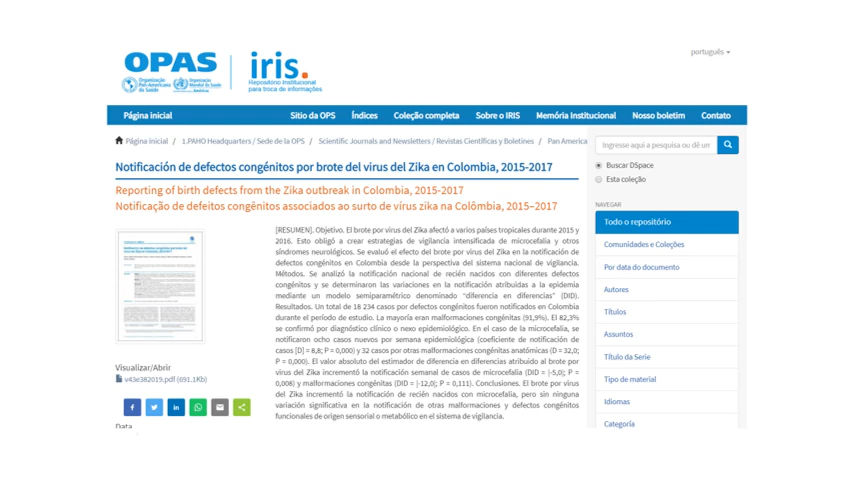 português
OPAS
Organização
Pan-Americana
da Saúde
Organização
Mundial da Saúde
iris.
Repositório Institucional
para troca de informações
Página inicial Sitio da OPS Índices Coleção completa Sobre o IRIS Memória Institucional Nosso boletim Contato
Página inicial / 1.PAHO Headquarters / Sede de la OPS / Scientific Journals and Newsletters / Revistas Científicas y Boletines / Pan America
Notificación de defectos congénitos por brote del virus del Zika en Colombia, 2015-2017
Reporting of birth defects from the Zika outbreak in Colombia, 2015-2017
Notificação de defeitos congênitos associados ao surto de vírus zika na Colômbia, 2015–2017
[RESUMEN]. Objetivo. El brote por virus del Zika afectó a varios países tropicales durante 2015 y
2016. Esto obligó a crear estrategias de vigilancia intensificada de microcefalia y otros
síndromes neurológicos. Se evaluó el efecto del brote por virus del Zika en la notificación de
defectos congénitos en Colombia desde la perspectiva del sistema nacional de vigilancia.
Métodos. Se analizó la notificación nacional de recién nacidos con diferentes defectos
congénitos y se determinaron las variaciones en la notificación atribuidas a la epidemia
mediante un modelo semiparamétrico denominado “diferencia en diferencias” (DID).
Resultados. Un total de 18 234 casos por defectos congénitos fueron notificados en Colombia
durante el período de estudio. La mayoría eran malformaciones congénitas (91,9%). El 82,3%
se confirmó por diagnóstico clínico o nexo epidemiológico. En el caso de la microcefalia, se
notificaron ocho casos nuevos por semana epidemiológica (coeficiente de notificación de
casos [D] = 8,8; P = 0,000) y 32 casos por otras malformaciones congénitas anatómicas (D = 32,0;
P = 0,000). El valor absoluto del estimador de diferencia en diferencias atribuido al brote por
virus del Zika incrementó la notificación semanal de casos de microcefalia (DID = |-5,0|; P =
0,008) y malformaciones congénitas (DID = |-12,0|; P = 0,111). Conclusiones. El brote por virus
del Zika incrementó la notificación de recién nacidos con microcefalia, pero sin ninguna
variación significativa en la notificación de otras malformaciones y defectos congénitos
funcionales de origen sensorial o metabólico en el sistema de vigilancia.
Visualizar/Abrir
v43e382019.pdf (691.1Kb)
Data
Ingresse aqui a pesquisa ou dê um
Buscar DSpace
Esta coleção
NAVEGAR
Todo o repositório
Comunidades e Coleções
Por data do documento
Autores
Títulos
Assuntos
Título da Serie
Tipo de material
Idiomas
Categoría